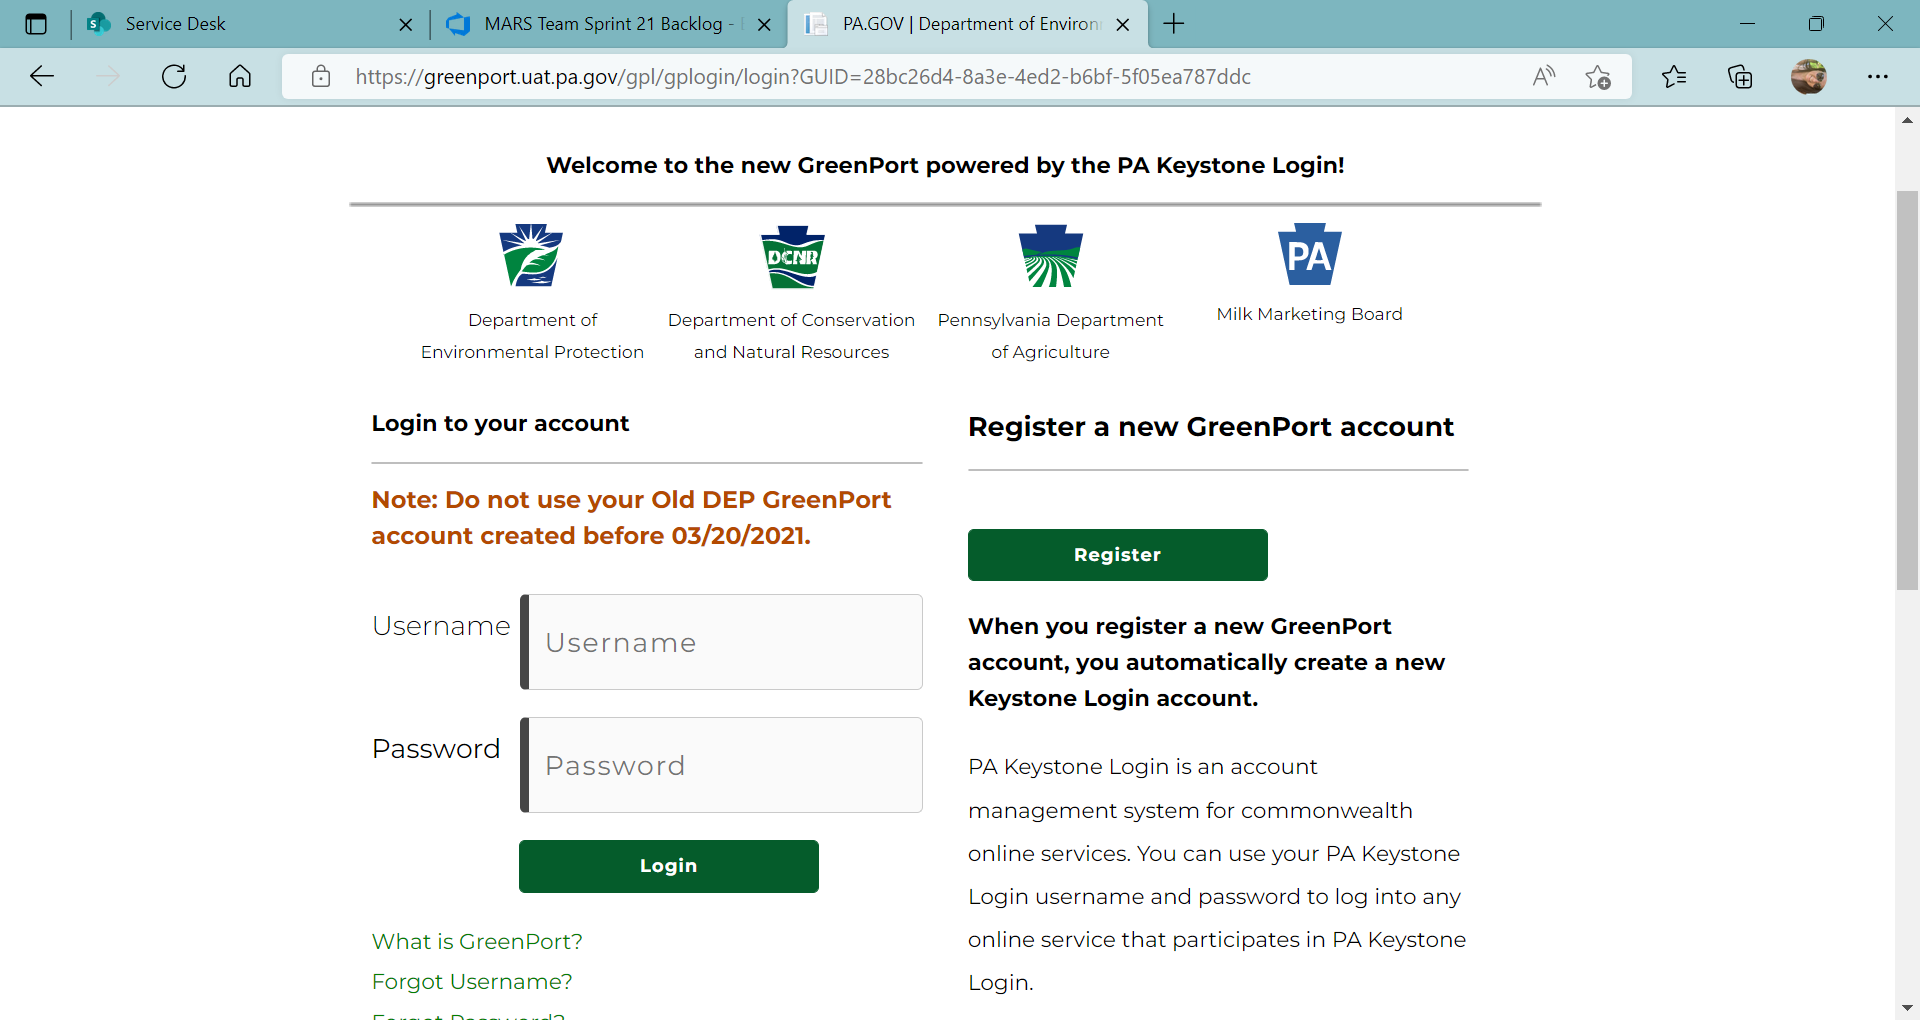 Service Desk
MARS Team Sprint 21 Backlog -
PA.GOV | Department of Environ
https://greenport.uat.pa.gov/gpl/gplogin/login?GUID=28bc26d4-8a3e-4ed2-b6bf-5f05ea787ddc
Welcome to the new GreenPort powered by the PA Keystone Login!
DCNR
PA
Department of
Environmental Protection
Department of Conservation
and Natural Resources
Pennsylvania Department
of Agriculture
Milk Marketing Board
Login to your account
Note: Do not use your Old DEP GreenPort
account created before 03/20/2021.
Username
Username
Password
Password
Login
What is GreenPort?
Forgot Username?
Forgot Password?
Register a new GreenPort account
Register
When you register a new GreenPort
account, you automatically create a new
Keystone Login account.
PA Keystone Login is an account
management system for commonwealth
online services. You can use your PA Keystone
Login username and password to log into any
online service that participates in PA Keystone
Login.